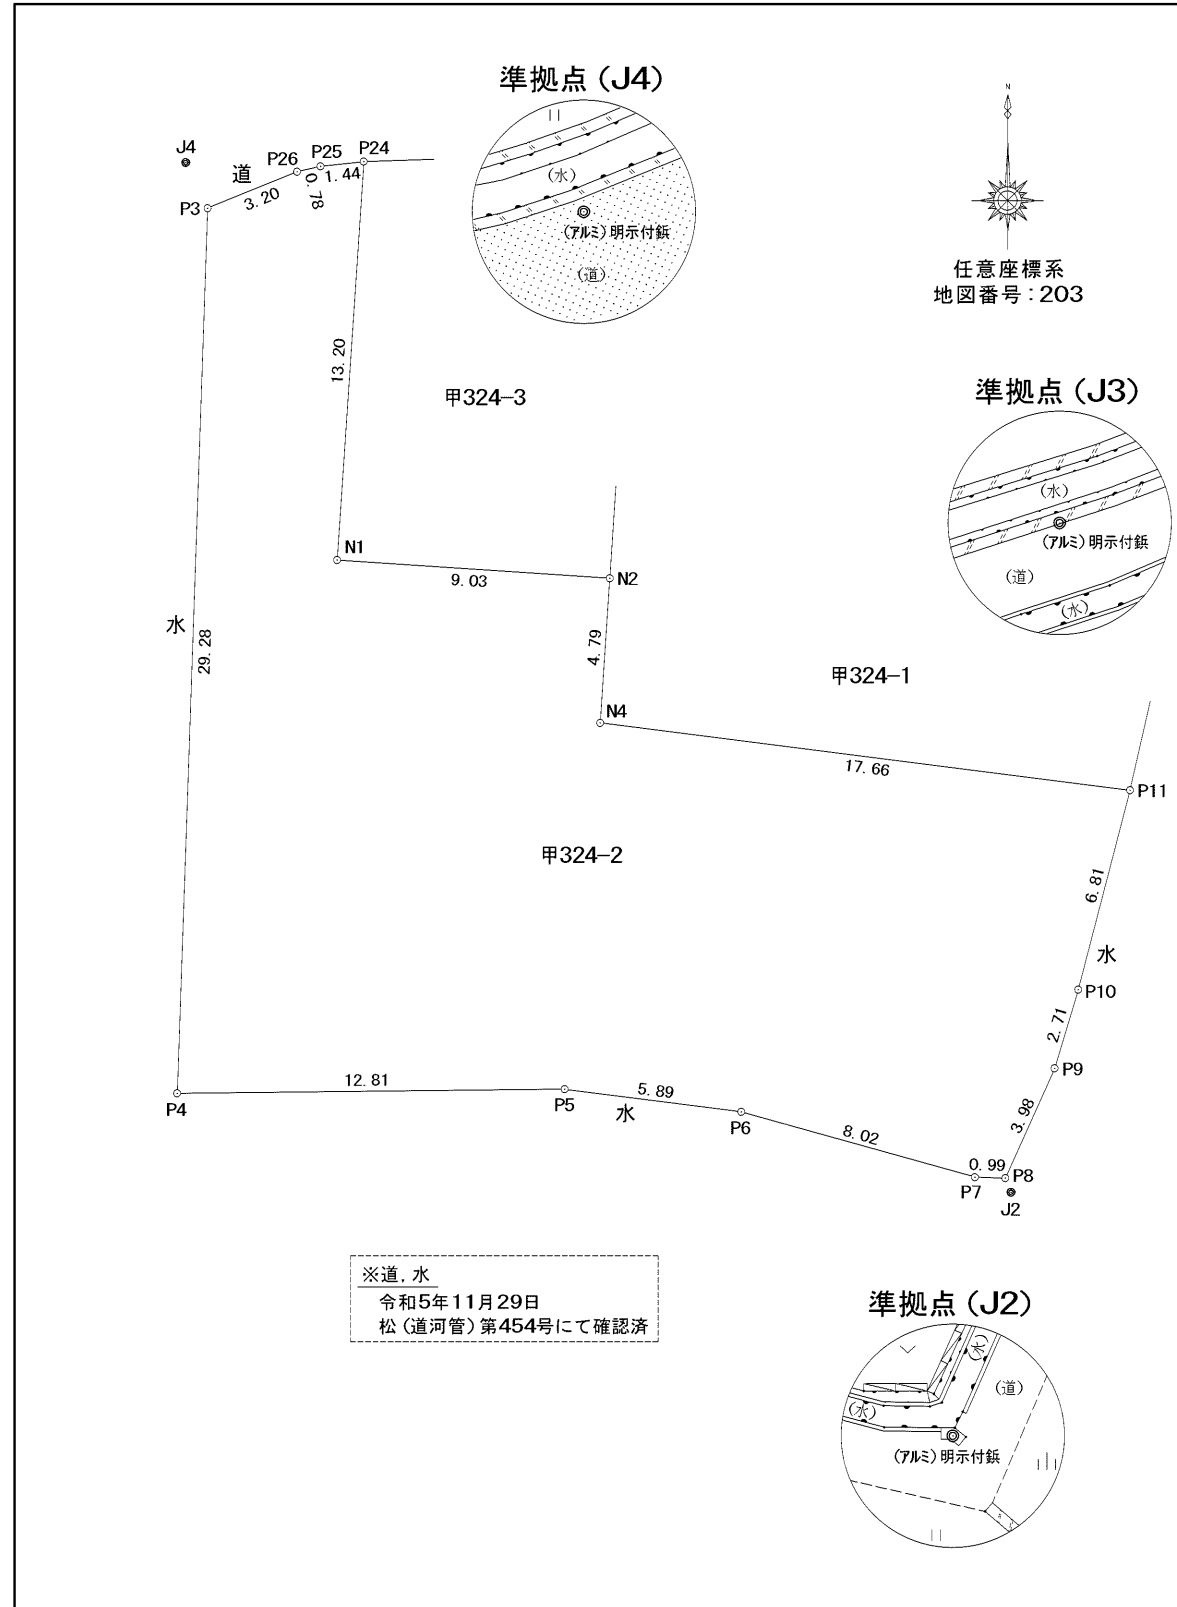 準拠点（J4）
N
J4
道
P26
P25
P24
1.44
0.78
3.20
P3
（水）
（アルミ）明示付鋲
（道）
任意座標系
地図番号：203
13.20
甲324-3
準拠点（J3）
（水）
（アルミ）明示付鋲
（道）
（水）
N1
9.03
N2
水
29.28
4.79
甲324-1
N4
17.66
P11
甲324-2
6.81
水
P10
2.71
P9
12.81
P4
P5
5.89
水
P6
3.98
8.02
0.99
P7
P8
J2
※道，水
令和5年11月29日
松（道河管）第454号にて確認済
準拠点（J2）
（水）
（道）
（水）
（アルミ）明示付鋲